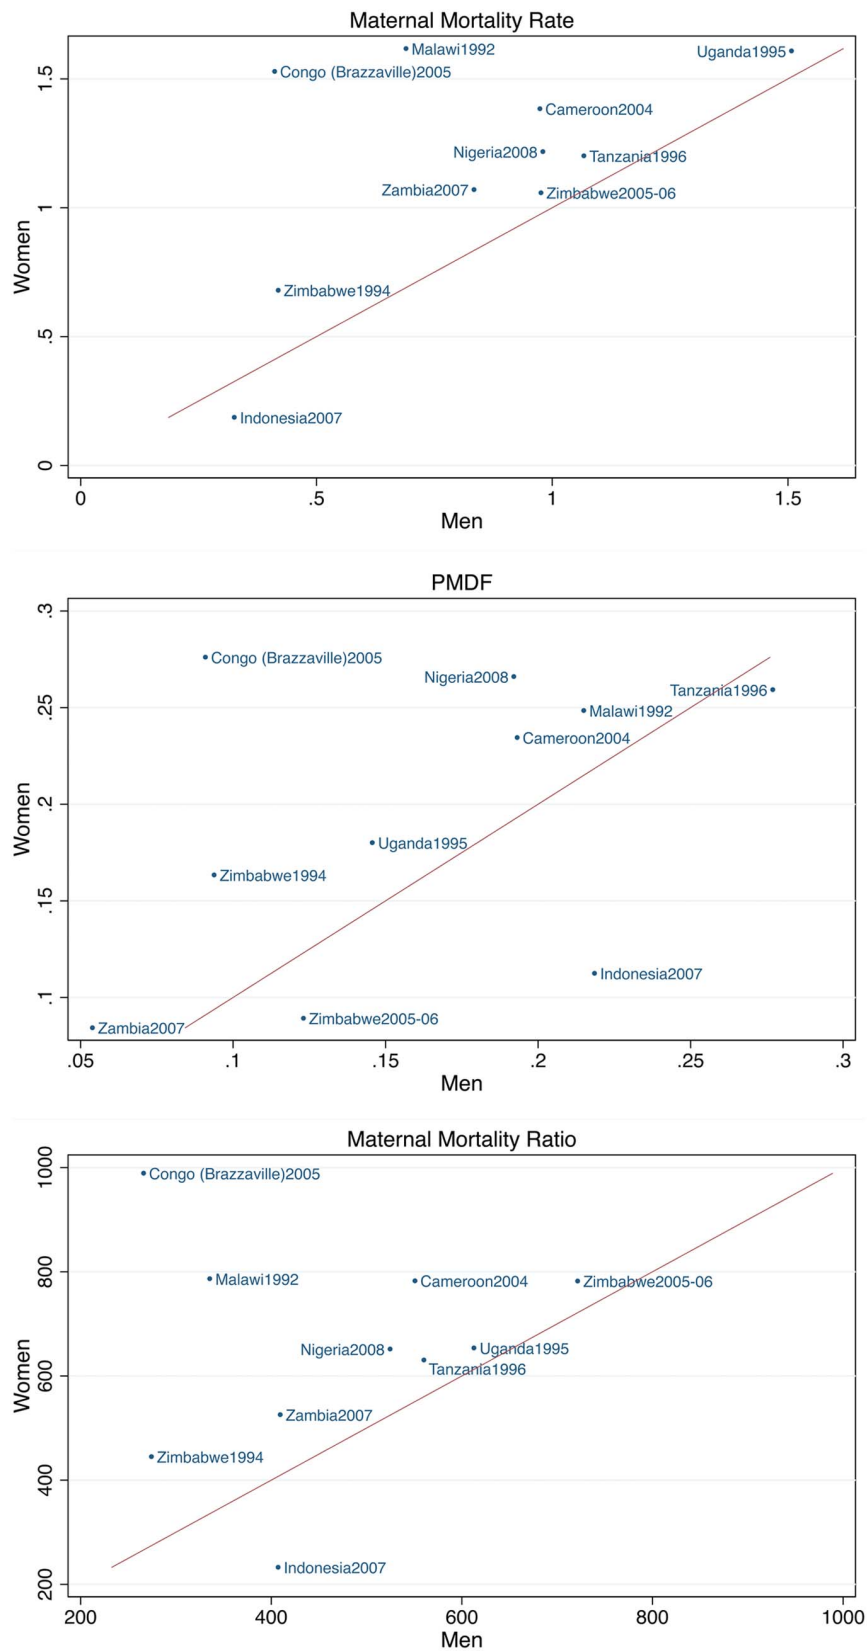 Maternal Mortality Rate
Malawi1992
Uganda1995
Congo (Brazzaville)2005
1.5
Cameroon2004
Nigeria2008
Tanzania1996
Zambia2007
Zimbabwe2005-06
1
Women
Zimbabwe1994
.5
Indonesia2007
0
0 .5 1 1.5
Men
PMDF
.3
Congo (Brazzaville)2005
Nigeria2008
Tanzania1996
.25
Malawi1992
Cameroon2004
.2
Women
Uganda1995
Zimbabwe1994
.15
Indonesia2007
.1
Zimbabwe2005-06
Zambia2007
.05 .1 .15 .2 .25 .3
Men
Maternal Mortality Ratio
1000
Congo (Brazzaville)2005
800
Malawi1992
Cameroon2004
Zimbabwe2005-06
Nigeria2008
Uganda1995
Tanzania1996
600
Women
Zambia2007
Zimbabwe1994
400
Indonesia2007
200
200 400 600 800 1000
Men